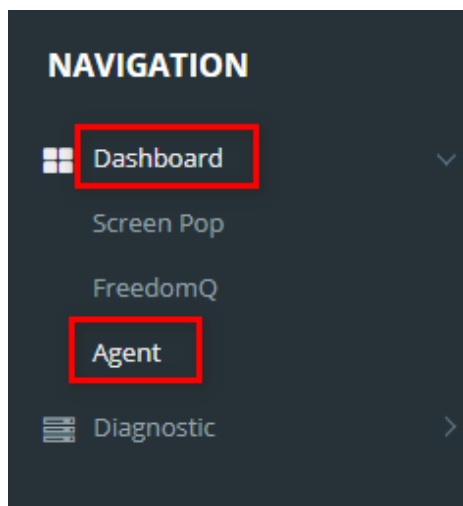 NAVIGATION
Dashboard
Screen Pop
FreedomQ
Agent
Diagnostic